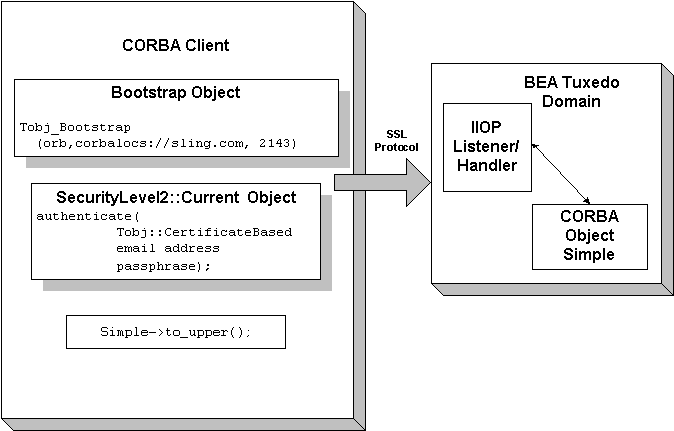 CORBA Client
Bootstrap Object
Tobj_Bootstrap
(orb,corbalocs://sling.com, 2143)
SecurityLevel2::Current Object
authenticate(
Tobj::CertificateBased
email address
passphrase);
Simple->to_upper();
SSL
Protocol
BEA Tuxedo
Domain
IIOP
Listener/
Handler
CORBA
Object
Simple